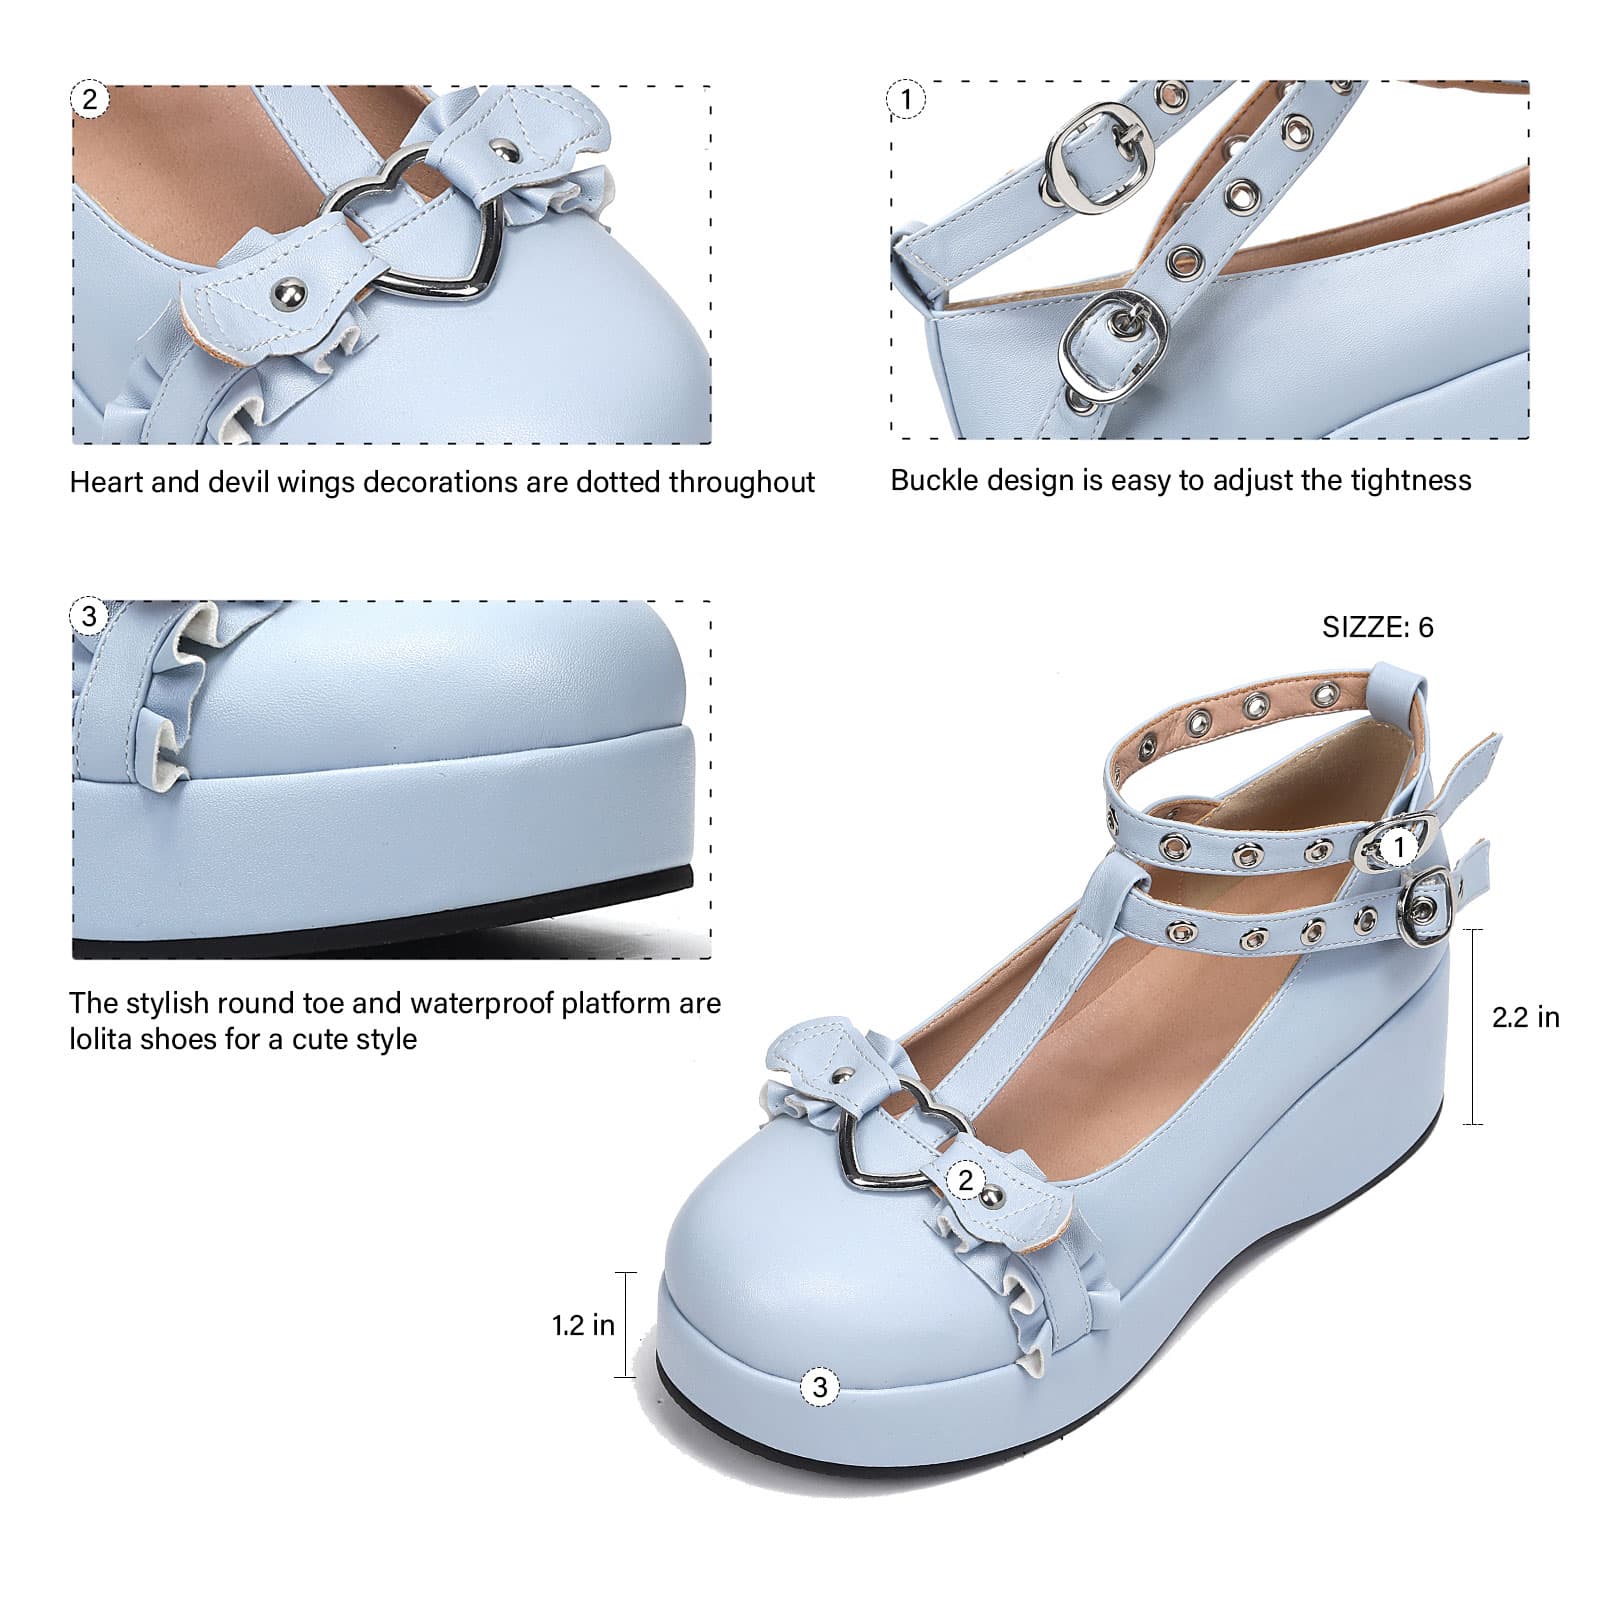 2
Heart and devil wings decorations are dotted throughout
1
Buckle design is easy to adjust the tightness
3
The stylish round toe and waterproof platform are
lolita shoes for a cute style
SIZZE: 6
1
2.2 in
2
1.2 in
3